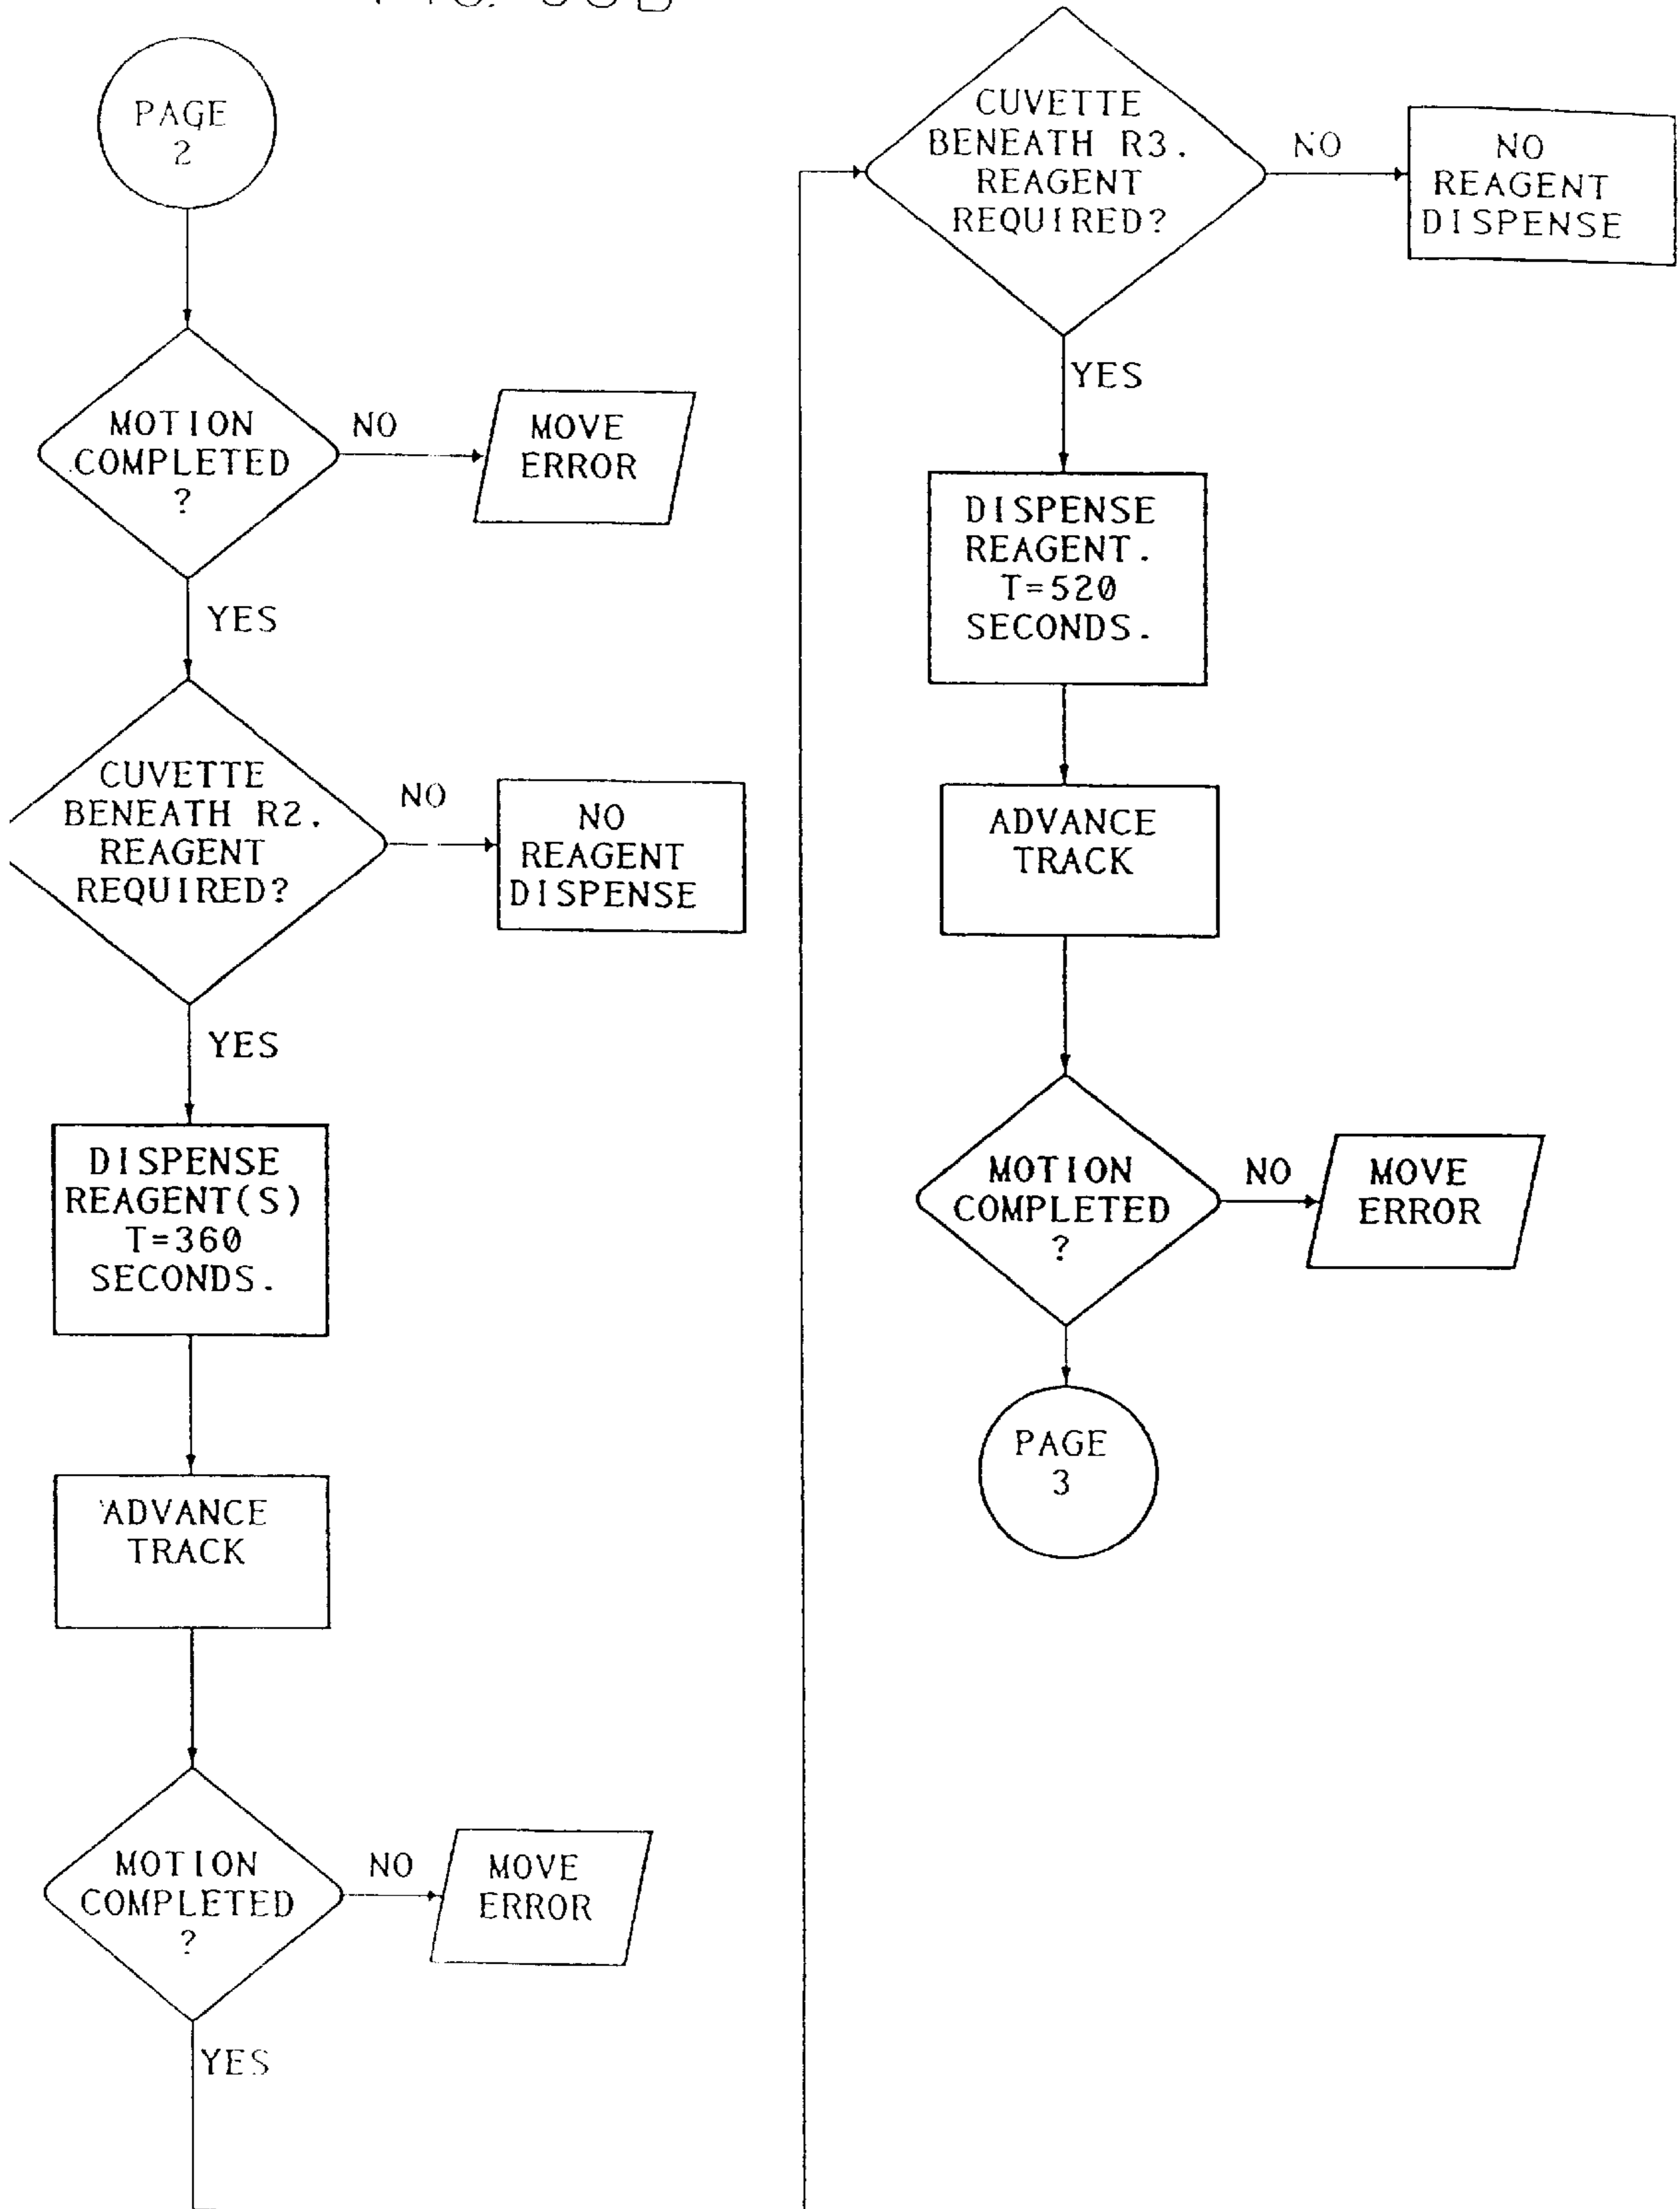 PAGE
2
MOTION
COMPLETED
?
NO
MOVE
ERROR
YES
CUVETTE
BENEATH R2.
REAGENT
REQUIRED?
NO
NO
REAGENT
DISPENSE
YES
DISPENSE
REAGENT(S)
T=360
SECONDS.
ADVANCE
TRACK
MOTION
COMPLETED
?
NO
MOVE
ERROR
YES
CUVETTE
BENEATH R3.
REAGENT
REQUIRED?
NO
NO
REAGENT
DISPENSE
YES
DISPENSE
REAGENT.
T=520
SECONDS.
ADVANCE
TRACK
MOTION
COMPLETED
?
NO
MOVE
ERROR
PAGE
3